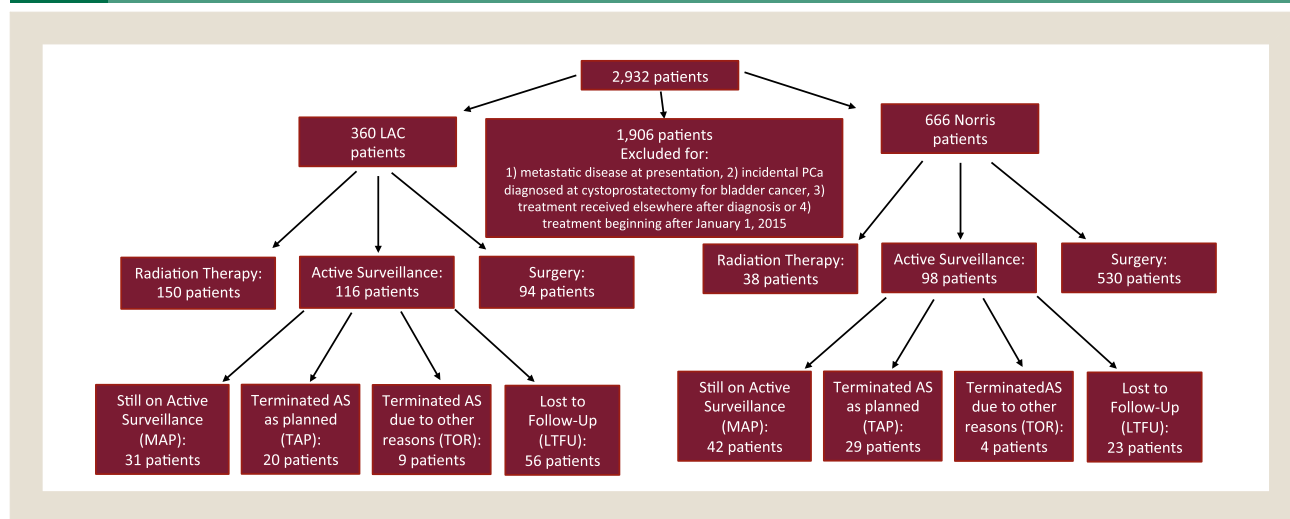 2,932 patients
360 LAC
patients
1,906 patients
Excluded for:
1) metastatic disease at presentation, 2) incidental PCa
diagnosed at cystoprostatectomy for bladder cancer, 3)
treatment received elsewhere after diagnosis or 4)
treatment beginning after January 1, 2015
666 Norris
patients
Radiation Therapy:
150 patients
Active Surveillance:
116 patients
Surgery:
94 patients
Radiation Therapy:
38 patients
Active Surveillance:
98 patients
Surgery:
530 patients
Still on Active
Surveillance
(MAP):
31 patients
Terminated AS
as planned
(TAP):
20 patients
Terminated AS
due to other
reasons (TOR):
9 patients
Lost to
Follow-Up
(LTFU):
56 patients
Still on Active
Surveillance
(MAP):
42 patients
Terminated AS
as planned
(TAP):
29 patients
TerminatedAS
due to other
reasons (TOR):
4 patients
Lost to
Follow-Up
(LTFU):
23 patients